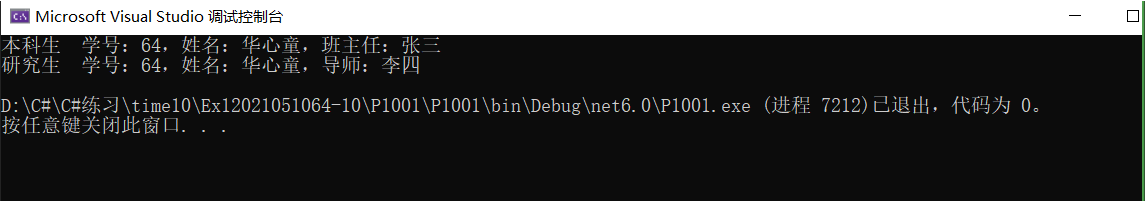 Microsoft Visual Studio 调试控制台
本科生  学号：64，姓名：华心童，班主任：张三
研究生  学号：64，姓名：华心童，导师：李四
D:\C#\C#练习\time10\Ex12021051064-10\P1001\P1001\bin\Debug\net6.0\P1001.exe (进程 7212)已退出，代码为 0。
按任意键关闭此窗口. . .